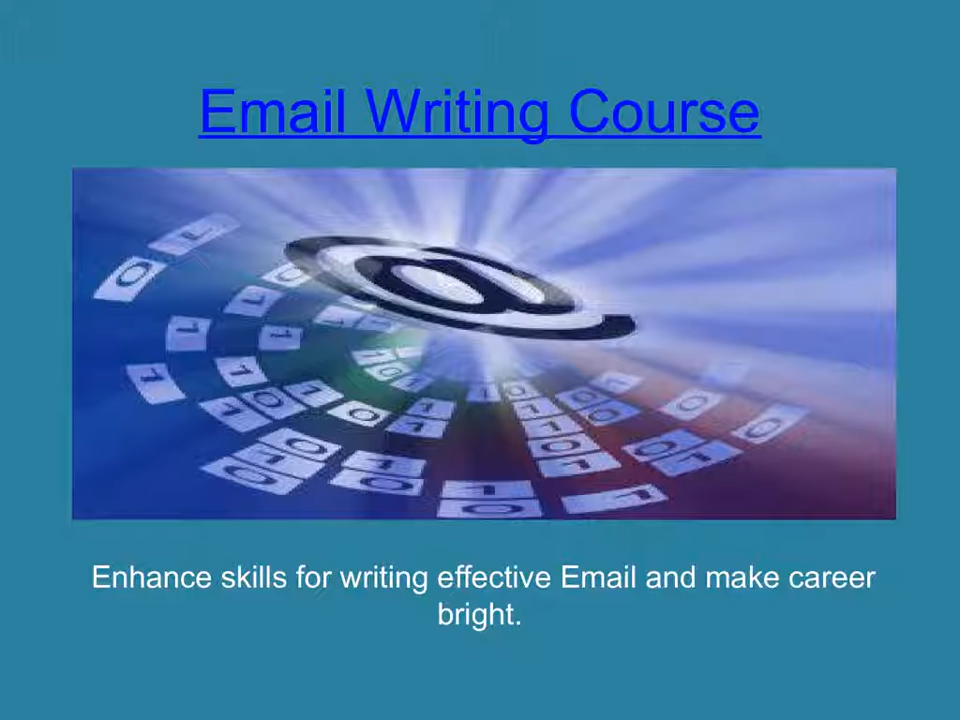 Email Writing Course
Enhance skills for writing effective Email and make career
bright.